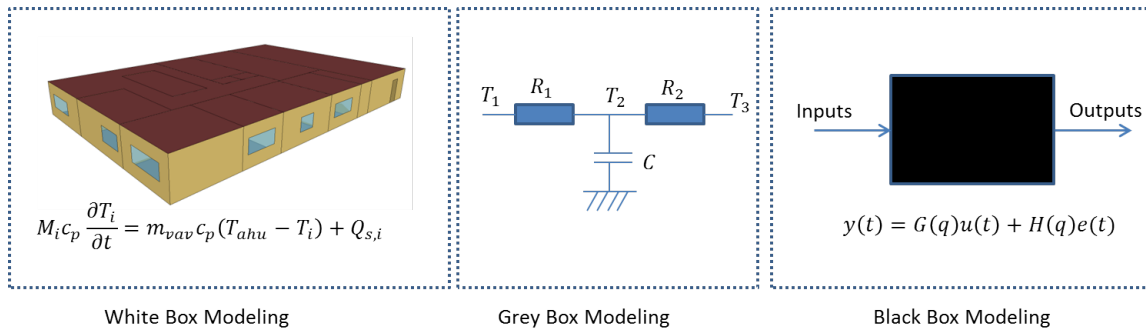 M_i c_p ∂T_i/∂t = m_vav c_p (T_ahu − T_i) + Q_s,i
White Box Modeling
T_1 R_1 T_2 R_2 T_3
C
Grey Box Modeling
Inputs Outputs
y(t) = G(q)u(t) + H(q)e(t)
Black Box Modeling